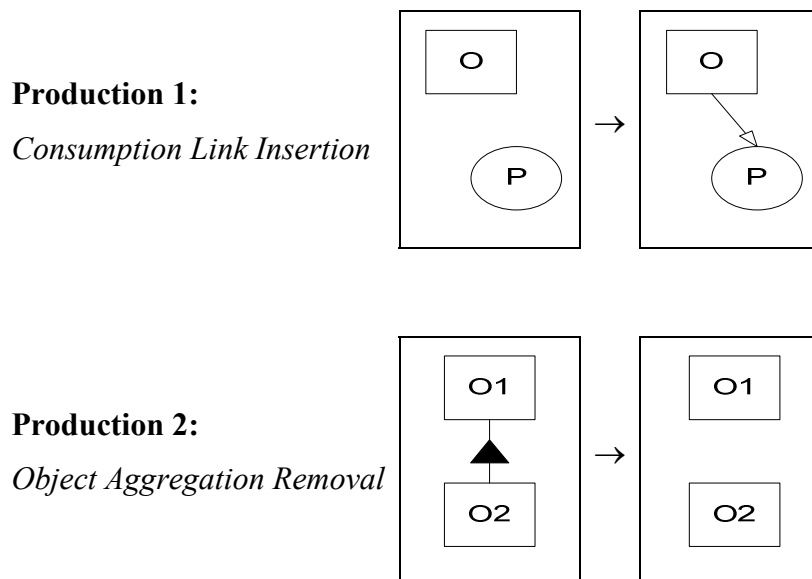 Production 1:
Consumption Link Insertion
O
P
→
O
P
Production 2:
Object Aggregation Removal
O1
O2
→
O1
O2